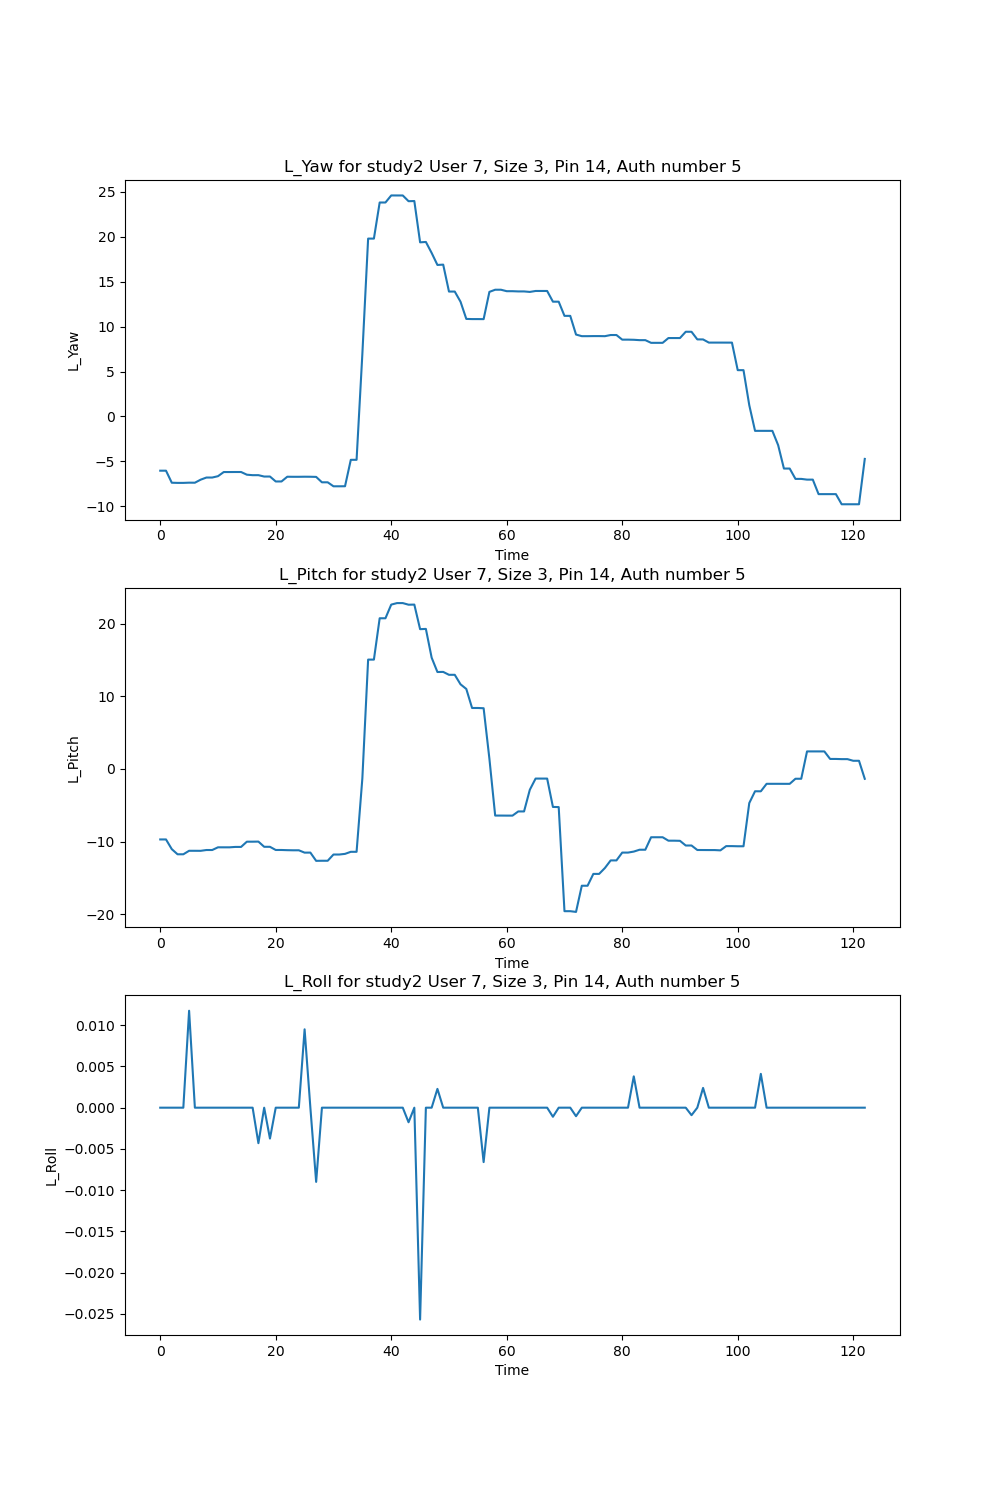 L_Yaw for study2 User 7, Size 3, Pin 14, Auth number 5
25
20
15
10
5
0
−5
−10
L_Yaw
0 20 40 60 80 100 120
Time
L_Pitch for study2 User 7, Size 3, Pin 14, Auth number 5
20
10
0
−10
−20
L_Pitch
0 20 40 60 80 100 120
Time
L_Roll for study2 User 7, Size 3, Pin 14, Auth number 5
0.010
0.005
0.000
−0.005
−0.010
−0.015
−0.020
−0.025
L_Roll
0 20 40 60 80 100 120
Time